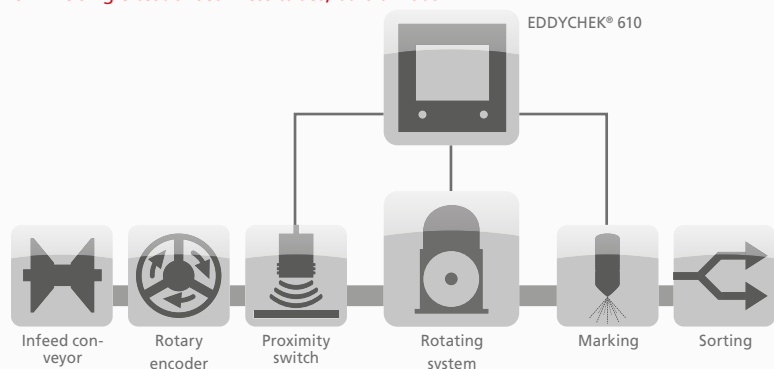 EDDYCHEK® 610
Infeed con-
veyor
Rotary
encoder
Proximity
switch
Rotating
system
Marking
Sorting